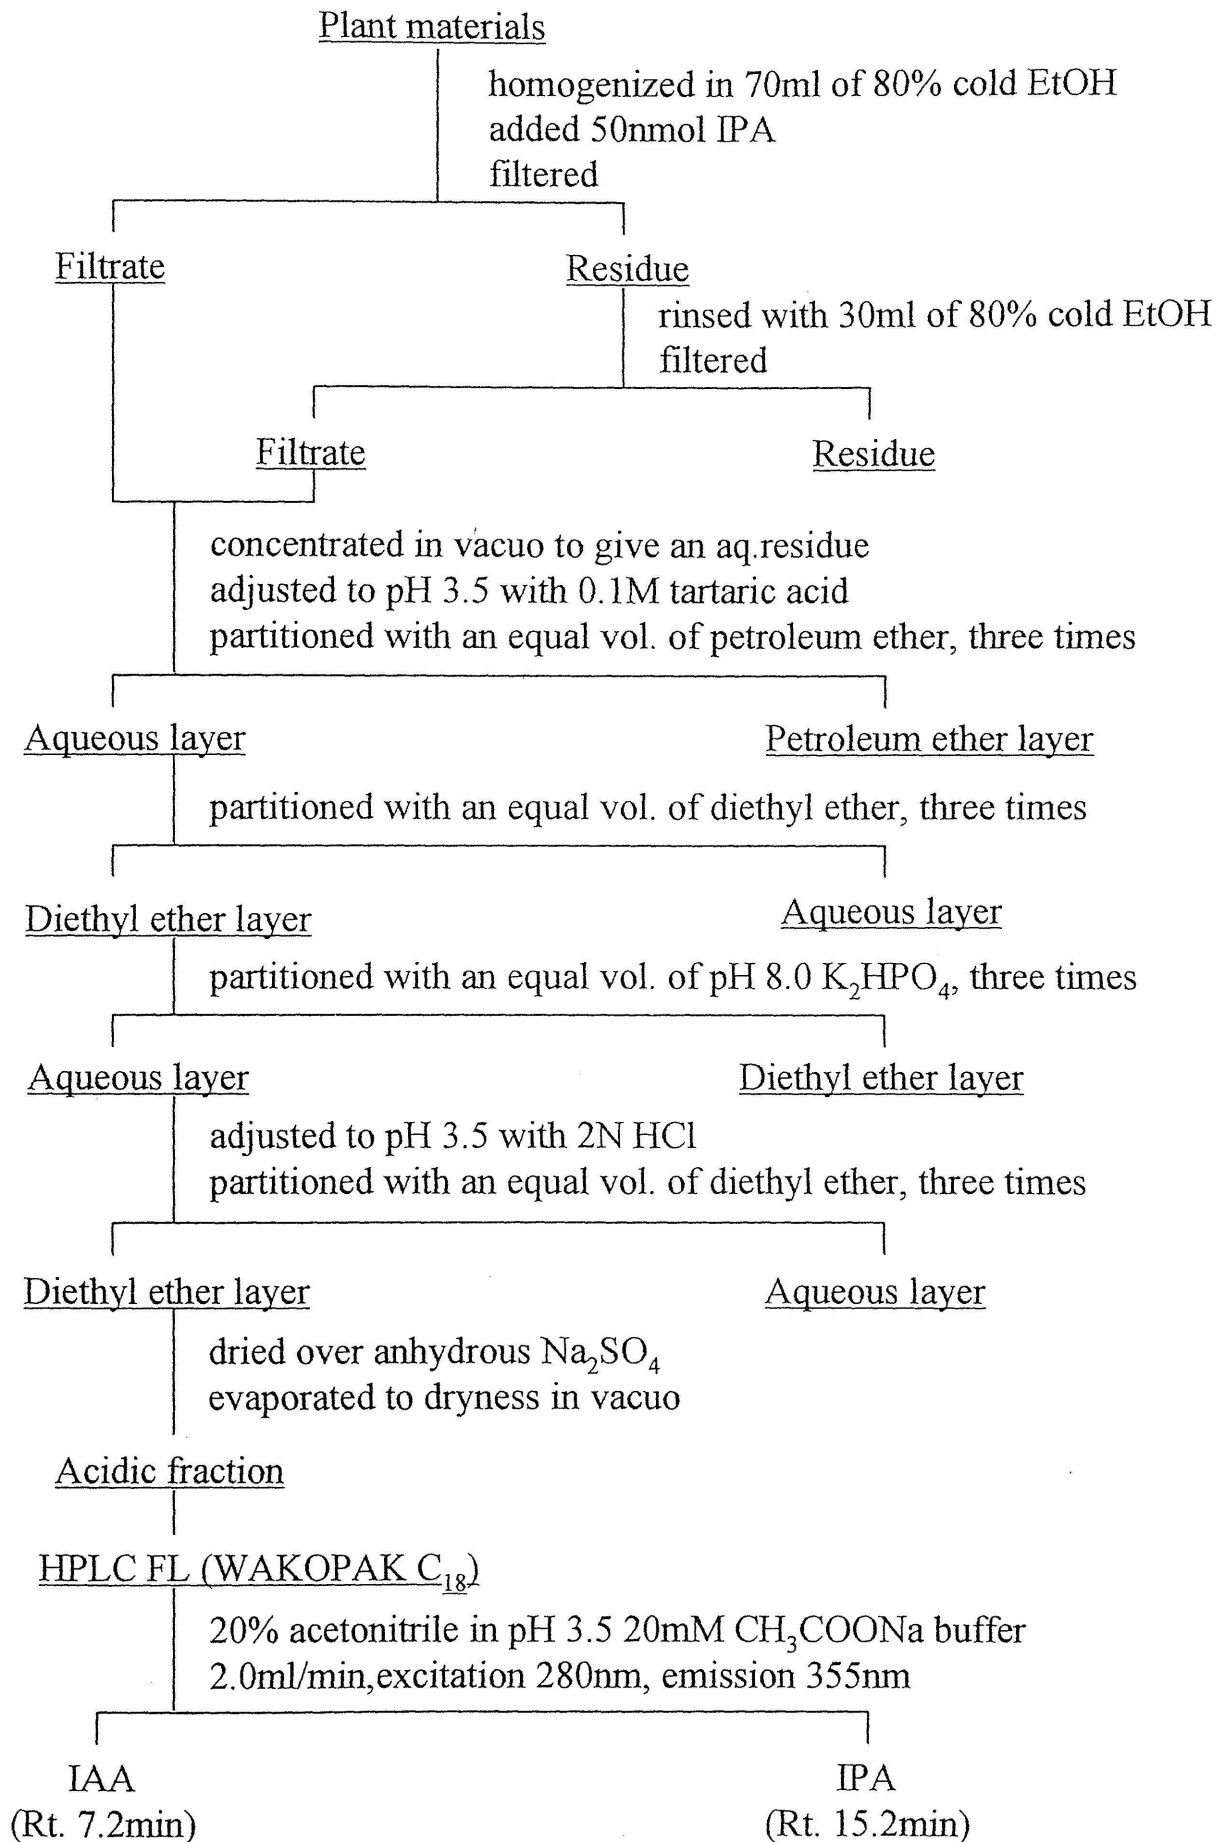 Plant materials
homogenized in 70ml of 80% cold EtOH
added 50nmol IPA
filtered
Filtrate
Residue
rinsed with 30ml of 80% cold EtOH
filtered
Filtrate
Residue
concentrated in vacuo to give an aq.residue
adjusted to pH 3.5 with 0.1M tartaric acid
partitioned with an equal vol. of petroleum ether, three times
Aqueous layer
Petroleum ether layer
partitioned with an equal vol. of diethyl ether, three times
Diethyl ether layer
Aqueous layer
partitioned with an equal vol. of pH 8.0 K₂HPO₄, three times
Aqueous layer
Diethyl ether layer
adjusted to pH 3.5 with 2N HCl
partitioned with an equal vol. of diethyl ether, three times
Diethyl ether layer
Aqueous layer
dried over anhydrous Na₂SO₄
evaporated to dryness in vacuo
Acidic fraction
HPLC FL (WAKOPAK C₁₈)
20% acetonitrile in pH 3.5 20mM CH₃COONa buffer
2.0ml/min,excitation 280nm, emission 355nm
IAA
(Rt. 7.2min)
IPA
(Rt. 15.2min)